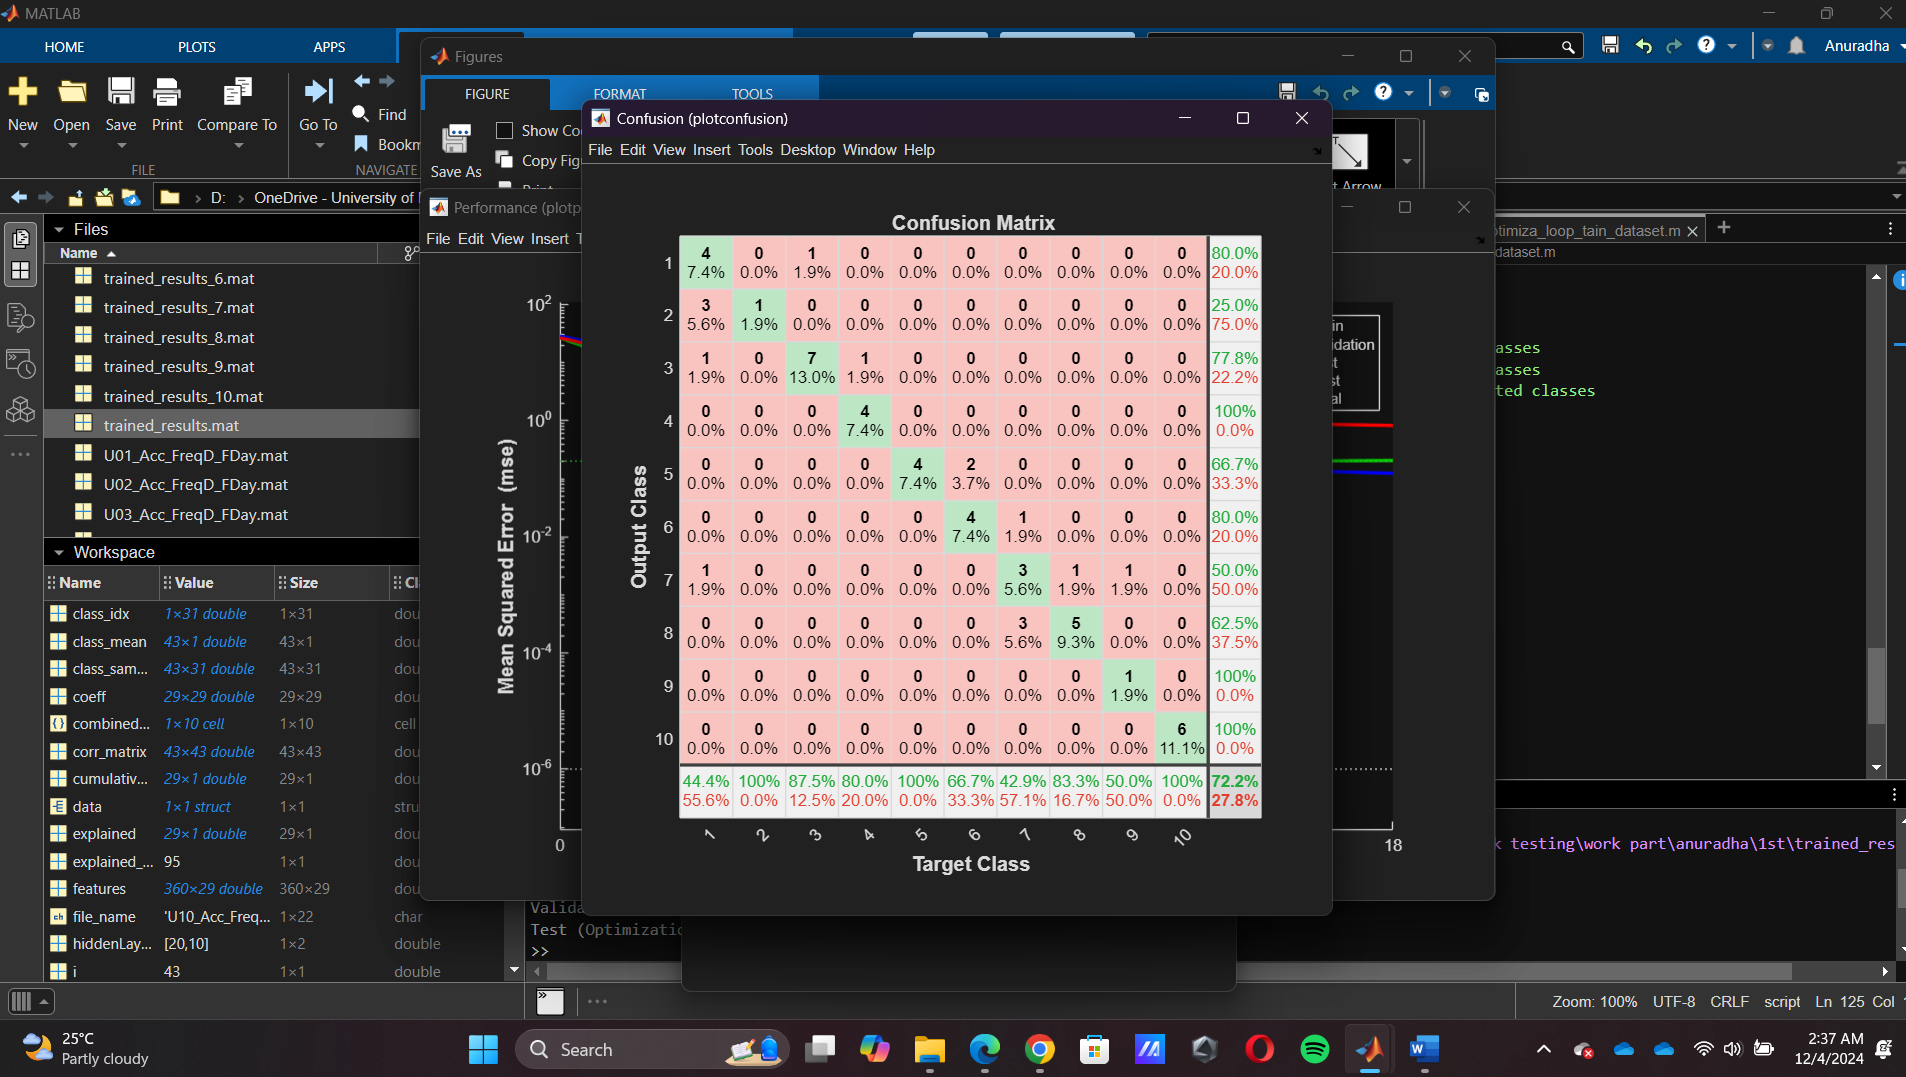 MATLAB
HOME PLOTS APPS
Anuradha
New Open Save Print Compare To Go To Find
FILE NAVIGATE
D: OneDrive - University of
Files
Name
trained_results_6.mat
trained_results_7.mat
trained_results_8.mat
trained_results_9.mat
trained_results_10.mat
trained_results.mat
U01_Acc_FreqD_FDay.mat
U02_Acc_FreqD_FDay.mat
U03_Acc_FreqD_FDay.mat
Workspace
Name Value Size
class_idx 1×31 double 1×31
class_mean 43×1 double 43×1
class_sam... 43×31 double 43×31
coeff 29×29 double 29×29
combined... 1×10 cell 1×10 cell
corr_matrix 43×43 double 43×43
cumulativ... 29×1 double 29×1
data 1×1 struct 1×1
explained 29×1 double 29×1
explained_... 95 1×1
features 360×29 double 360×29
file_name 'U10_Acc_Freq... 1×22 char
hiddenLay... [20,10] 1×2 double
i 43 1×1 double
Figures
FIGURE FORMAT TOOLS
Save As
Arrow
File Edit View Insert
10² 10⁰ 10⁻² 10⁻⁴ 10⁻⁶
Mean Squared Error (mse)
0 18
Confusion (plotconfusion)
File Edit View Insert Tools Desktop Window Help
Confusion Matrix
1 4 0 1 0 0 0 0 0 0 0 80.0%
7.4% 0.0% 1.9% 0.0% 0.0% 0.0% 0.0% 0.0% 0.0% 0.0% 20.0%
2 3 1 0 0 0 0 0 0 0 0 25.0%
5.6% 1.9% 0.0% 0.0% 0.0% 0.0% 0.0% 0.0% 0.0% 0.0% 75.0%
3 1 0 7 1 0 0 0 0 0 0 77.8%
1.9% 0.0% 13.0% 1.9% 0.0% 0.0% 0.0% 0.0% 0.0% 0.0% 22.2%
4 0 0 0 4 0 0 0 0 0 0 100%
0.0% 0.0% 0.0% 7.4% 0.0% 0.0% 0.0% 0.0% 0.0% 0.0% 0.0%
5 0 0 0 0 4 2 0 0 0 0 66.7%
0.0% 0.0% 0.0% 0.0% 7.4% 3.7% 0.0% 0.0% 0.0% 0.0% 33.3%
6 0 0 0 0 0 4 1 0 0 0 80.0%
0.0% 0.0% 0.0% 0.0% 0.0% 7.4% 1.9% 0.0% 0.0% 0.0% 20.0%
7 1 0 0 0 0 0 3 1 1 0 50.0%
1.9% 0.0% 0.0% 0.0% 0.0% 0.0% 5.6% 1.9% 1.9% 0.0% 50.0%
8 0 0 0 0 0 0 3 5 0 0 62.5%
0.0% 0.0% 0.0% 0.0% 0.0% 0.0% 5.6% 9.3% 0.0% 0.0% 37.5%
9 0 0 0 0 0 0 0 0 1 0 100%
0.0% 0.0% 0.0% 0.0% 0.0% 0.0% 0.0% 0.0% 1.9% 0.0% 0.0%
10 0 0 0 0 0 0 0 0 0 6 100%
0.0% 0.0% 0.0% 0.0% 0.0% 0.0% 0.0% 0.0% 0.0% 11.1% 0.0%
44.4% 100% 87.5% 80.0% 100% 66.7% 42.9% 83.3% 50.0% 100% 72.2%
55.6% 0.0% 12.5% 20.0% 0.0% 33.3% 57.1% 16.7% 50.0% 0.0% 27.8%
1 2 3 4 5 6 7 8 9 10
Output Class
Target Class
timiza_loop_tain_dataset.m
dataset.m
asses
asses
ted classes
k testing\work part\anuradha\1st\trained_res
Valida
Test (Optimizatio
>>
Zoom: 100% UTF-8 CRLF script Ln 125 Col
25°C
Partly cloudy
Search
2:37 AM
12/4/2024